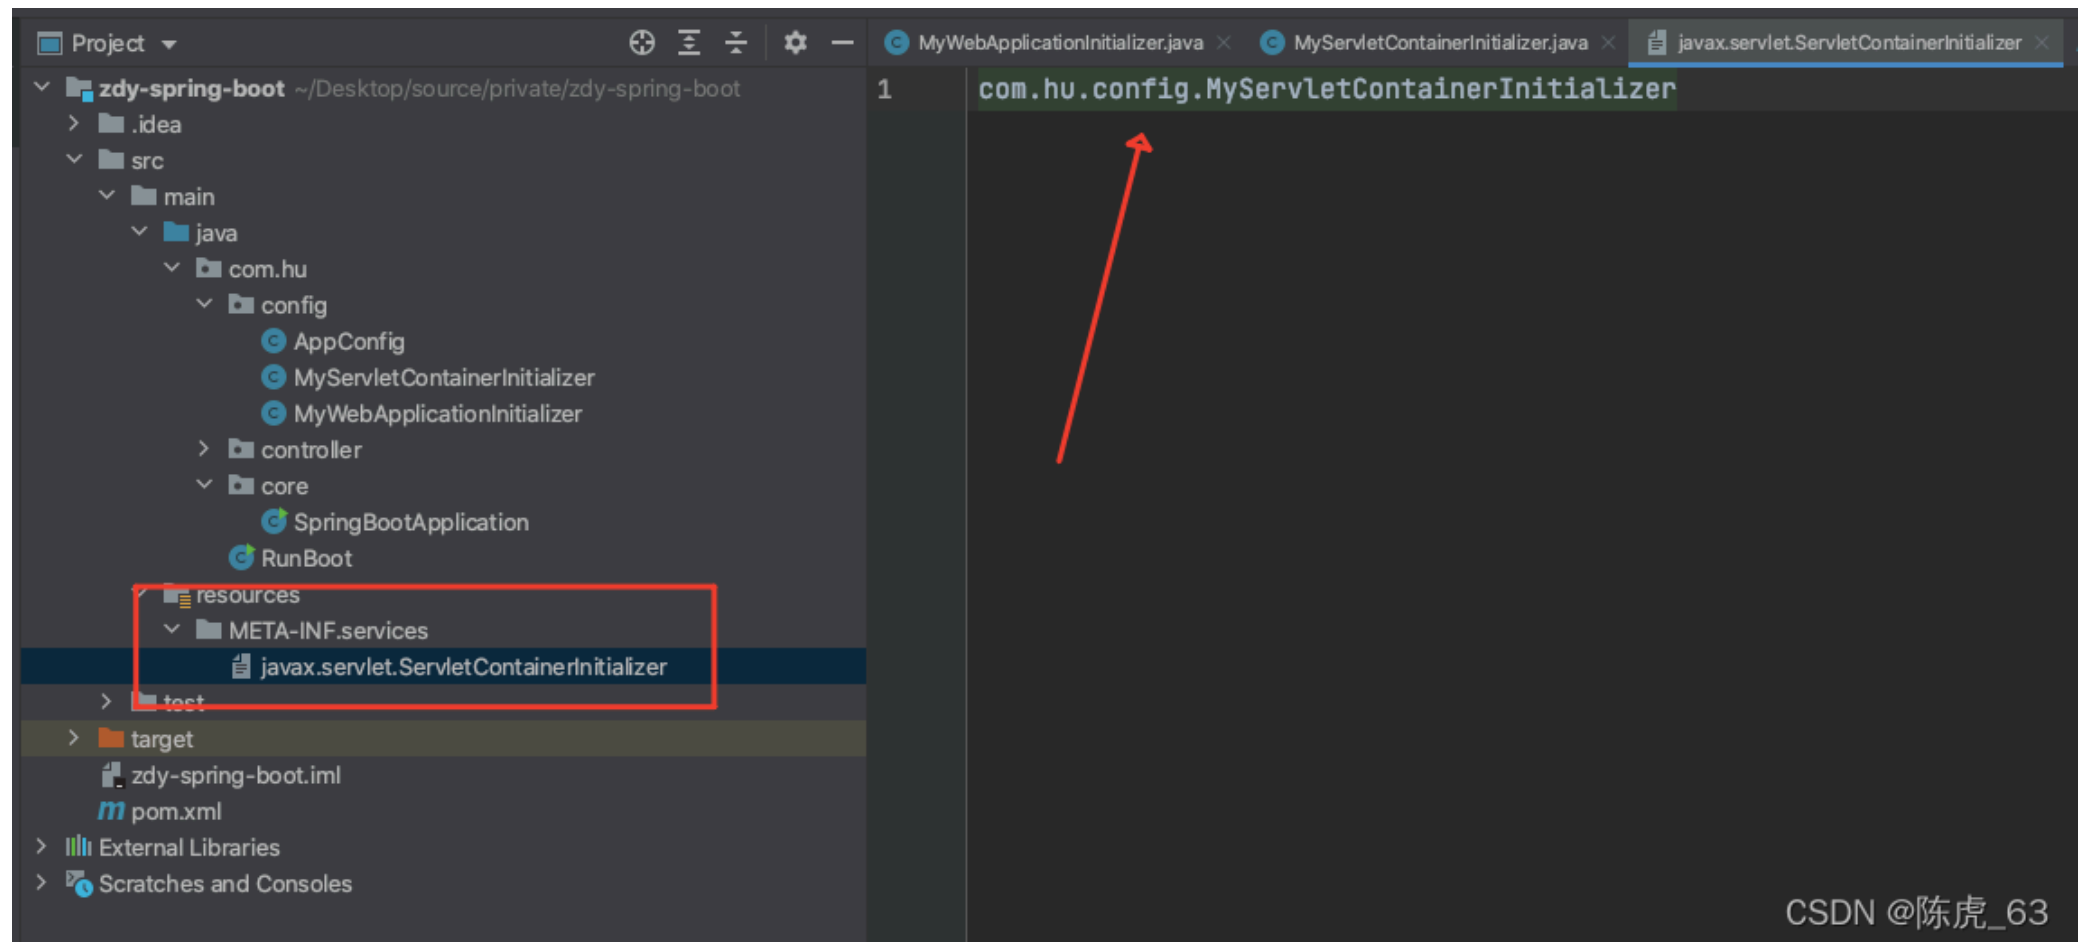 Project
MyWebApplicationInitializer.java
MyServletContainerInitializer.java
javax.servlet.ServletContainerInitializer
zdy-spring-boot ~/Desktop/source/private/zdy-spring-boot
1 com.hu.config.MyServletContainerInitializer
.idea
src
main
java
com.hu
config
AppConfig
MyServletContainerInitializer
MyWebApplicationInitializer
controller
core
SpringBootApplication
RunBoot
resources
META-INF.services
javax.servlet.ServletContainerInitializer
test
target
zdy-spring-boot.iml
pom.xml
External Libraries
Scratches and Consoles
CSDN @陈虎_63